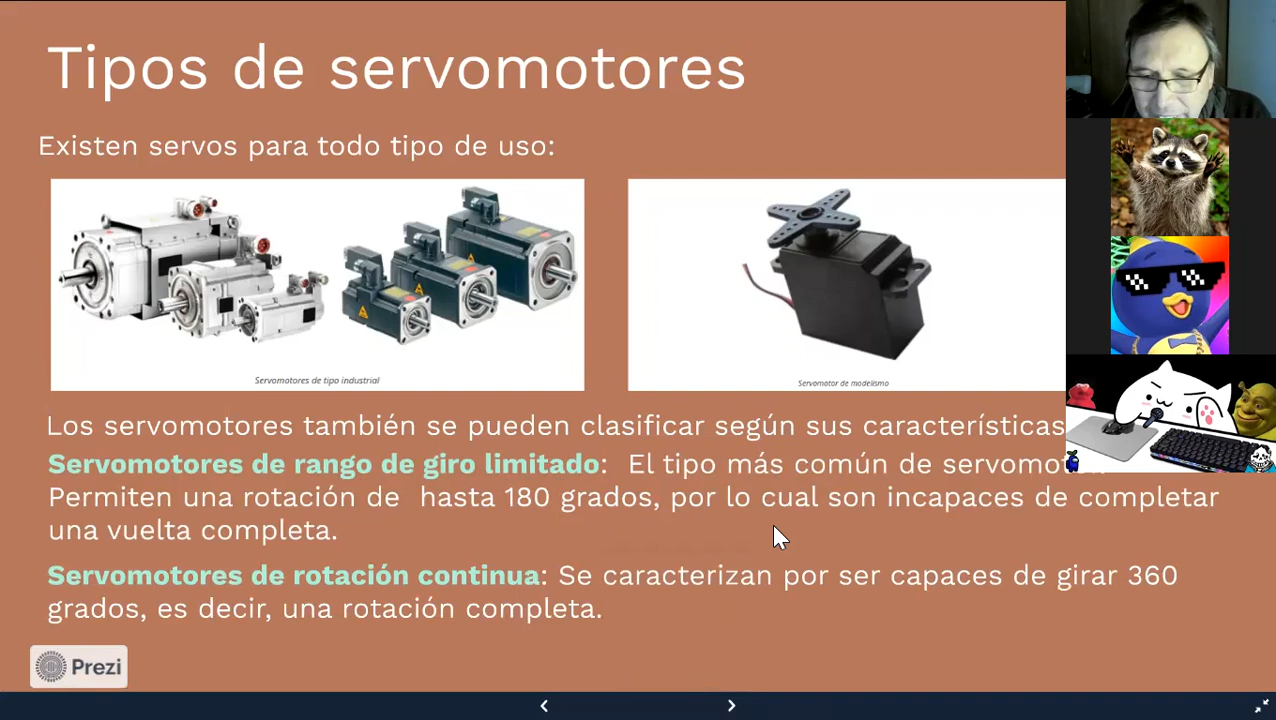 Tipos de servomotores
Existen servos para todo tipo de uso:
Servomotores de tipo industrial
Servomotor de modelismo
Los servomotores también se pueden clasificar según sus características
Servomotores de rango de giro limitado: El tipo más común de
Permiten una rotación de hasta 180 grados, por lo cual son incapaces de completar
una vuelta completa.
Servomotores de rotación continua: Se caracterizan por ser capaces de girar 360
grados, es decir, una rotación completa.
Prezi